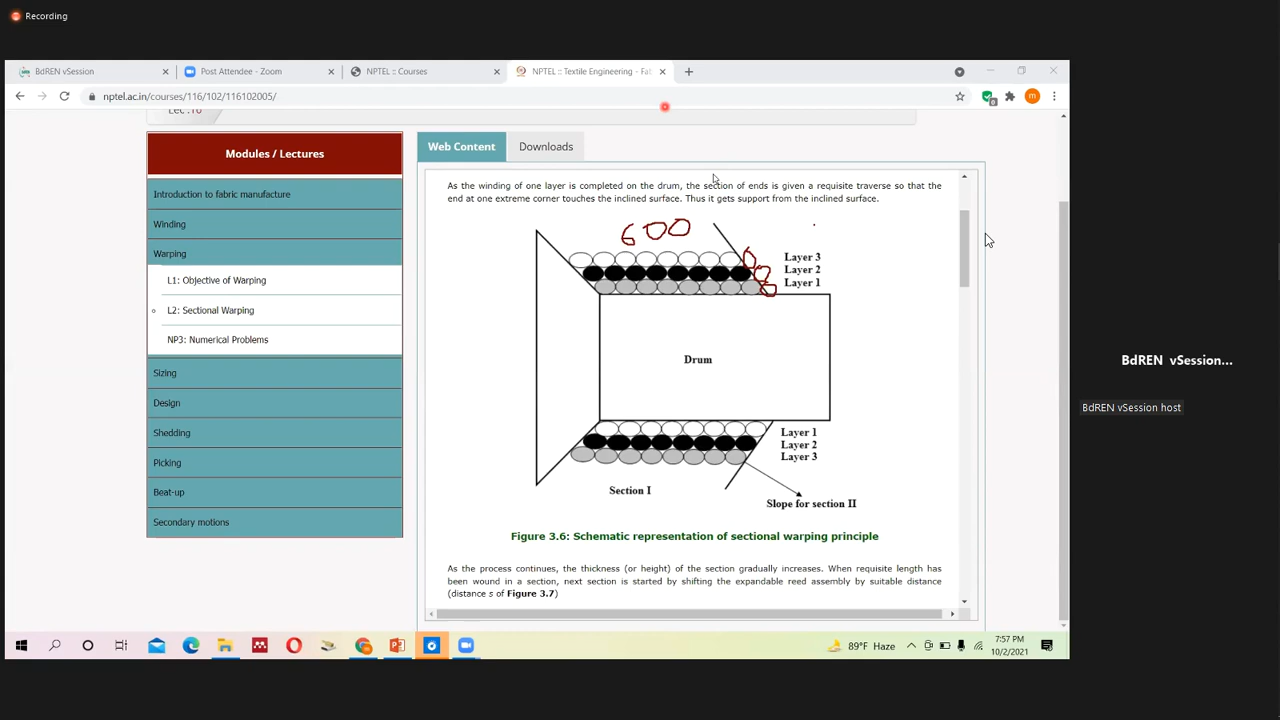 Recording
BdREN vSession
Post Attendee - Zoom
NPTEL :: Courses
NPTEL :: Textile Engineering - Fab
nptel.ac.in/courses/116/102/116102005/
m
Modules / Lectures
Introduction to fabric manufacture
Winding
Warping
L1: Objective of Warping
L2: Sectional Warping
NP3: Numerical Problems
Sizing
Design
Shedding
Picking
Beat-up
Secondary motions
Web Content
Downloads
As the winding of one layer is completed on the drum, the section of ends is given a requisite traverse so that the
end at one extreme corner touches the inclined surface. Thus it gets support from the inclined surface.
600
Layer 3
Layer 2
Layer 1
Drum
Layer 1
Layer 2
Layer 3
Section I
Slope for section II
Figure 3.6: Schematic representation of sectional warping principle
As the process continues, the thickness (or height) of the section gradually increases. When requisite length has
been wound in a section, next section is started by shifting the expandable reed assembly by suitable distance
(distance s of Figure 3.7)
BdREN vSession...
BdREN vSession host
89°F Haze
7:57 PM
10/2/2021